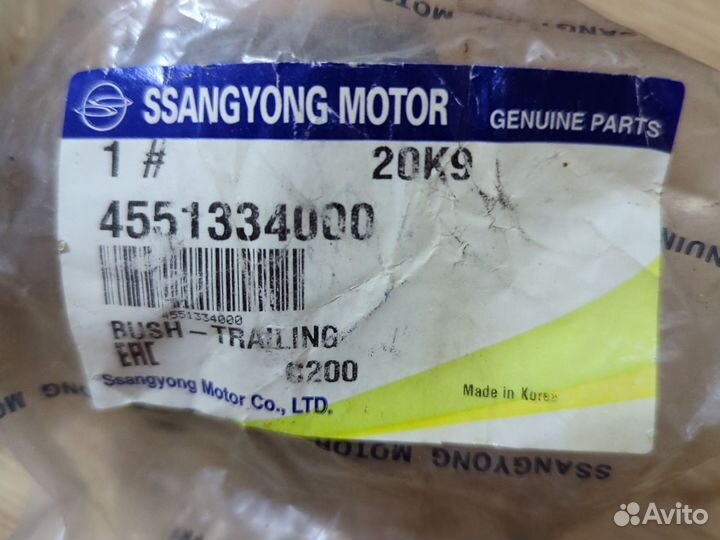 SSANGYONG MOTOR GENUINE PARTS
1 # 20K9
4551334000
4551334000
BUSH-TRAILING
EAC C200
Ssangyong Motor Co., LTD. Made in Korea
SSANGYONG MOTOR
Avito